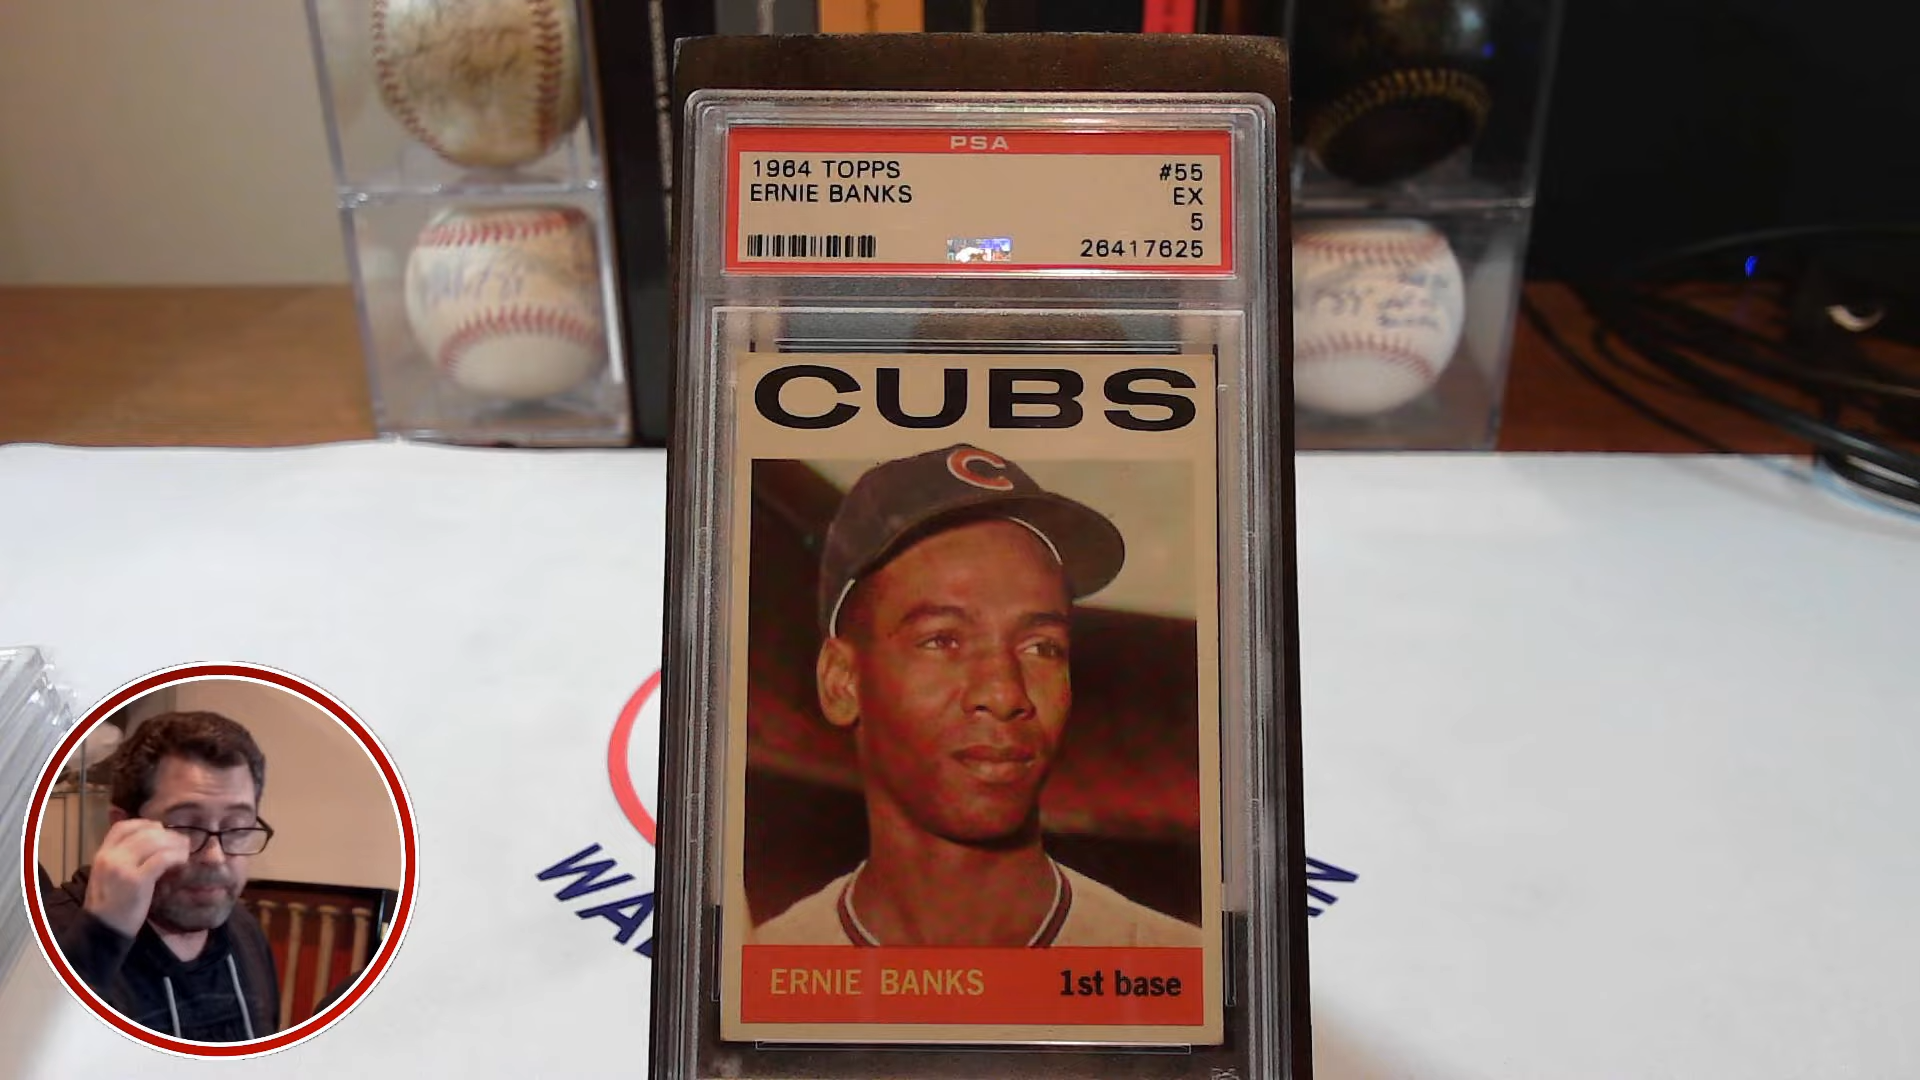 PSA
1964 TOPPS
#55
ERNIE BANKS
EX
5
26417625
CUBS
C
ERNIE BANKS
1st base